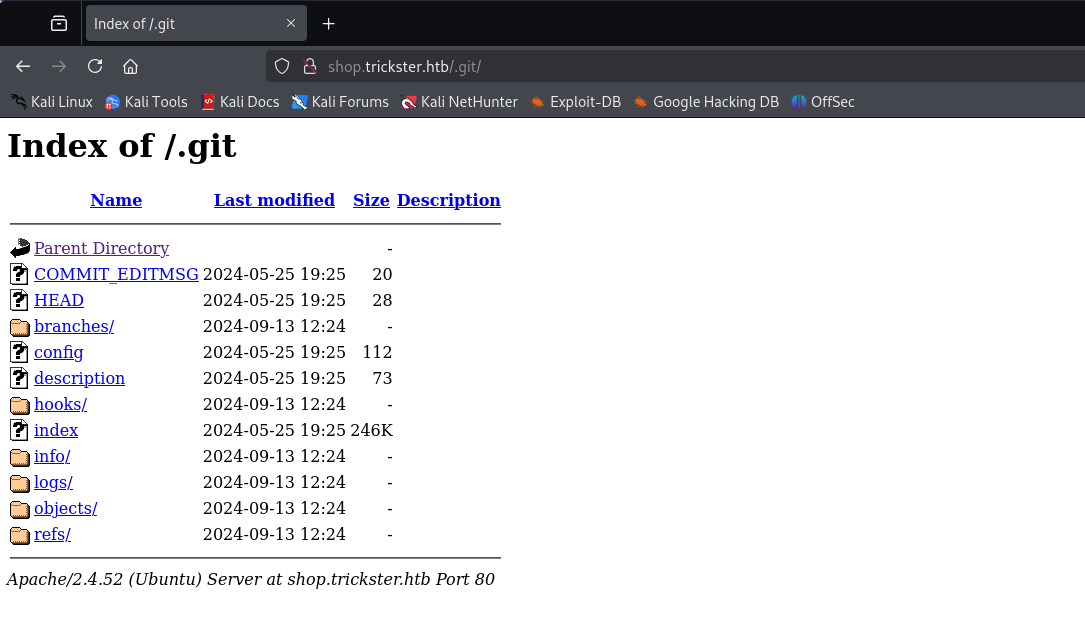 Index of /.git
shop.trickster.htb/.git/
Kali Linux Kali Tools Kali Docs Kali Forums Kali NetHunter Exploit-DB Google Hacking DB OffSec
Index of /.git
Name Last modified Size Description
Parent Directory -
COMMIT_EDITMSG 2024-05-25 19:25 20
HEAD 2024-05-25 19:25 28
branches/ 2024-09-13 12:24 -
config 2024-05-25 19:25 112
description 2024-05-25 19:25 73
hooks/ 2024-09-13 12:24 -
index 2024-05-25 19:25 246K
info/ 2024-09-13 12:24 -
logs/ 2024-09-13 12:24 -
objects/ 2024-09-13 12:24 -
refs/ 2024-09-13 12:24 -
Apache/2.4.52 (Ubuntu) Server at shop.trickster.htb Port 80